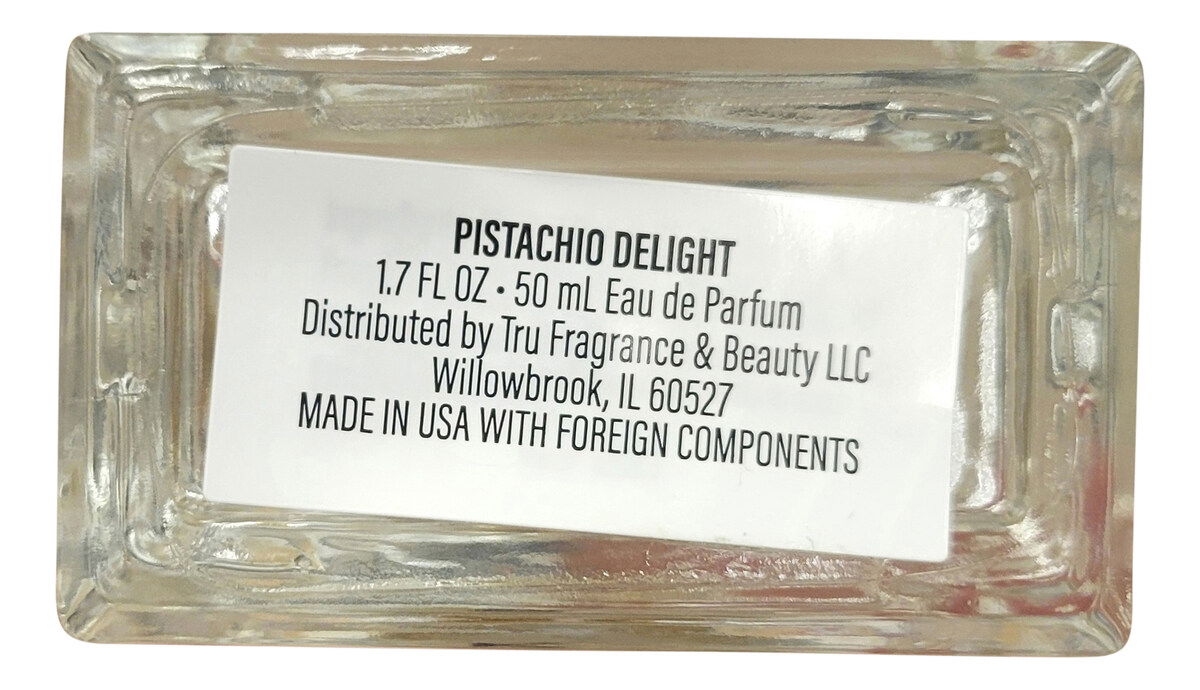 PISTACHIO DELIGHT
1.7 FL OZ • 50 mL Eau de Parfum
Distributed by Tru Fragrance & Beauty LLC
Willowbrook, IL 60527
MADE IN USA WITH FOREIGN COMPONENTS